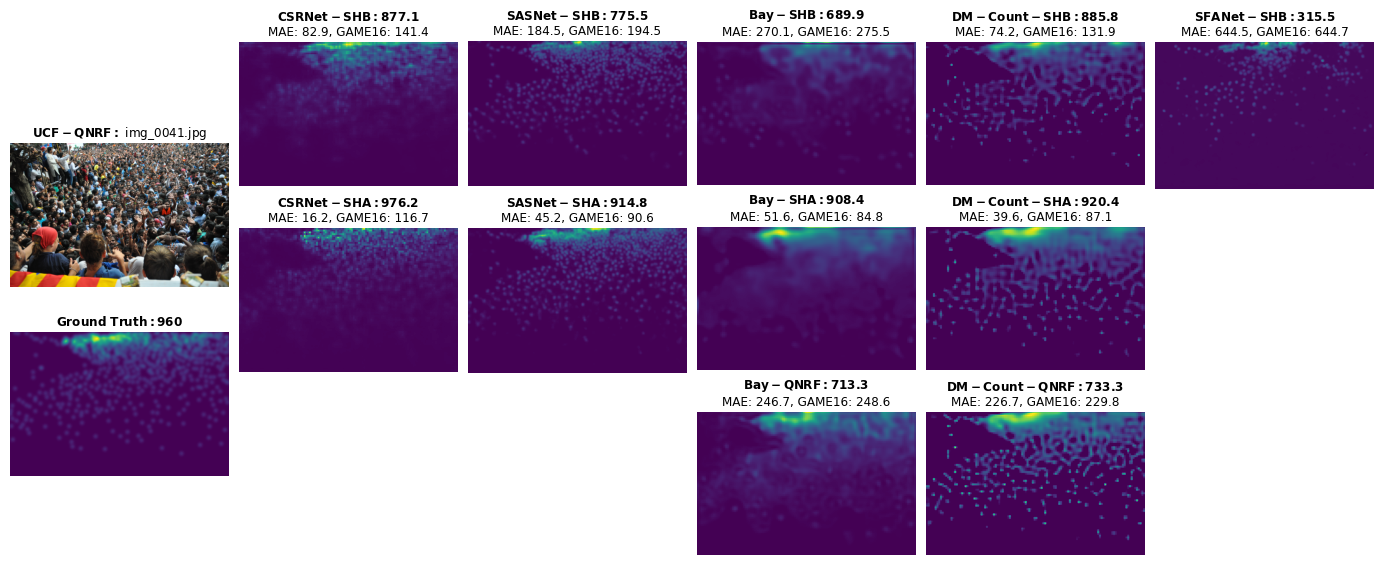 UCF − QNRF : img_0041.jpg
Ground Truth : 960
CSRNet − SHB : 877.1
MAE: 82.9, GAME16: 141.4
SASNet − SHB : 775.5
MAE: 184.5, GAME16: 194.5
Bay − SHB : 689.9
MAE: 270.1, GAME16: 275.5
DM − Count − SHB : 885.8
MAE: 74.2, GAME16: 131.9
SFANet − SHB : 315.5
MAE: 644.5, GAME16: 644.7
CSRNet − SHA : 976.2
MAE: 16.2, GAME16: 116.7
SASNet − SHA : 914.8
MAE: 45.2, GAME16: 90.6
Bay − SHA : 908.4
MAE: 51.6, GAME16: 84.8
DM − Count − SHA : 920.4
MAE: 39.6, GAME16: 87.1
Bay − QNRF : 713.3
MAE: 246.7, GAME16: 248.6
DM − Count − QNRF : 733.3
MAE: 226.7, GAME16: 229.8